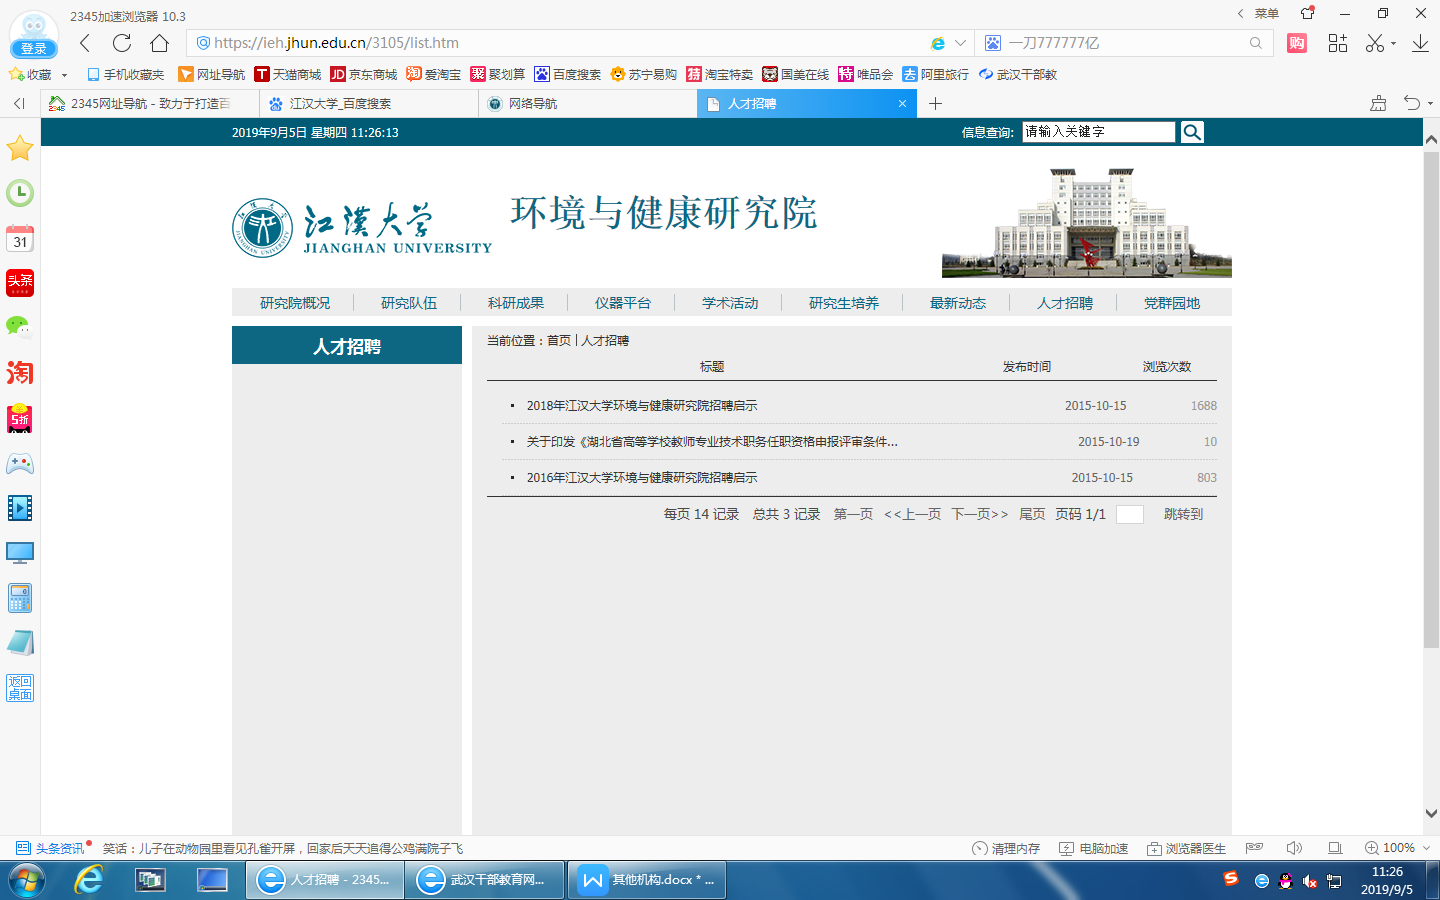 2345加速浏览器 10.3
菜单
登录
https://ieh.jhun.edu.cn/3105/list.htm
一刀777777亿
购
收藏
手机收藏夹
网址导航
天猫商城
京东商城
爱淘宝
聚划算
百度搜索
苏宁易购
淘宝特卖
国美在线
唯品会
阿里旅行
武汉干部教
2345网址导航 - 致力于打造百
江汉大学_百度搜索
网络导航
人才招聘
2019年9月5日 星期四 11:26:13
信息查询:
请输入关键字
31
头条
淘
5折
返回
桌面
江漢大学
JIANGHAN UNIVERSITY
环境与健康研究院
研究院概况
研究队伍
科研成果
仪器平台
学术活动
研究生培养
最新动态
人才招聘
党群园地
人才招聘
当前位置：首页 | 人才招聘
标题
发布时间
浏览次数
2018年江汉大学环境与健康研究院招聘启示
2015-10-15
1688
关于印发《湖北省高等学校教师专业技术职务任职资格申报评审条件...
2015-10-19
10
2016年江汉大学环境与健康研究院招聘启示
2015-10-15
803
每页 14 记录 总共 3 记录 第一页 <<上一页 下一页>> 尾页 页码 1/1 跳转到
头条资讯
笑话：儿子在动物园里看见孔雀开屏，回家后天天追得公鸡满院子飞
清理内存
电脑加速
浏览器医生
100%
人才招聘 - 2345...
武汉干部教育网...
其他机构.docx * ...
11:26
2019/9/5